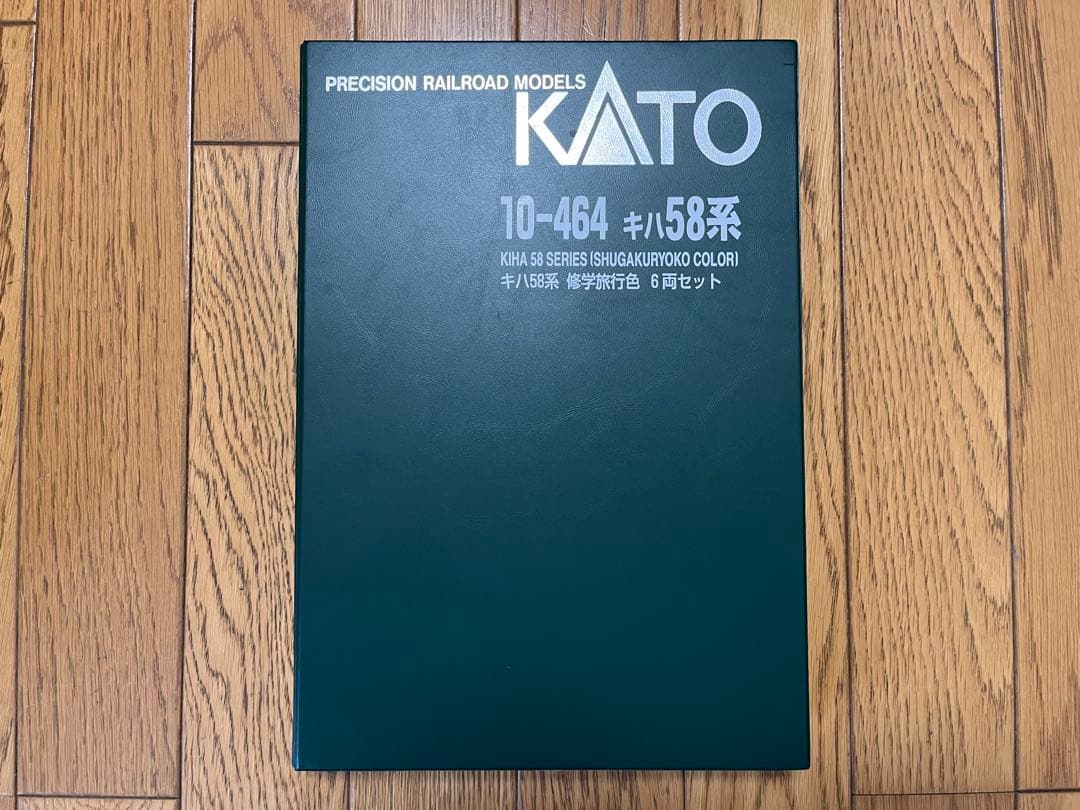 PRECISION RAILROAD MODELS
KATO
10-464 キハ58系
KIHA 58 SERIES (SHUGAKURYOKO COLOR)
キハ58系 修学旅行色 6両セット